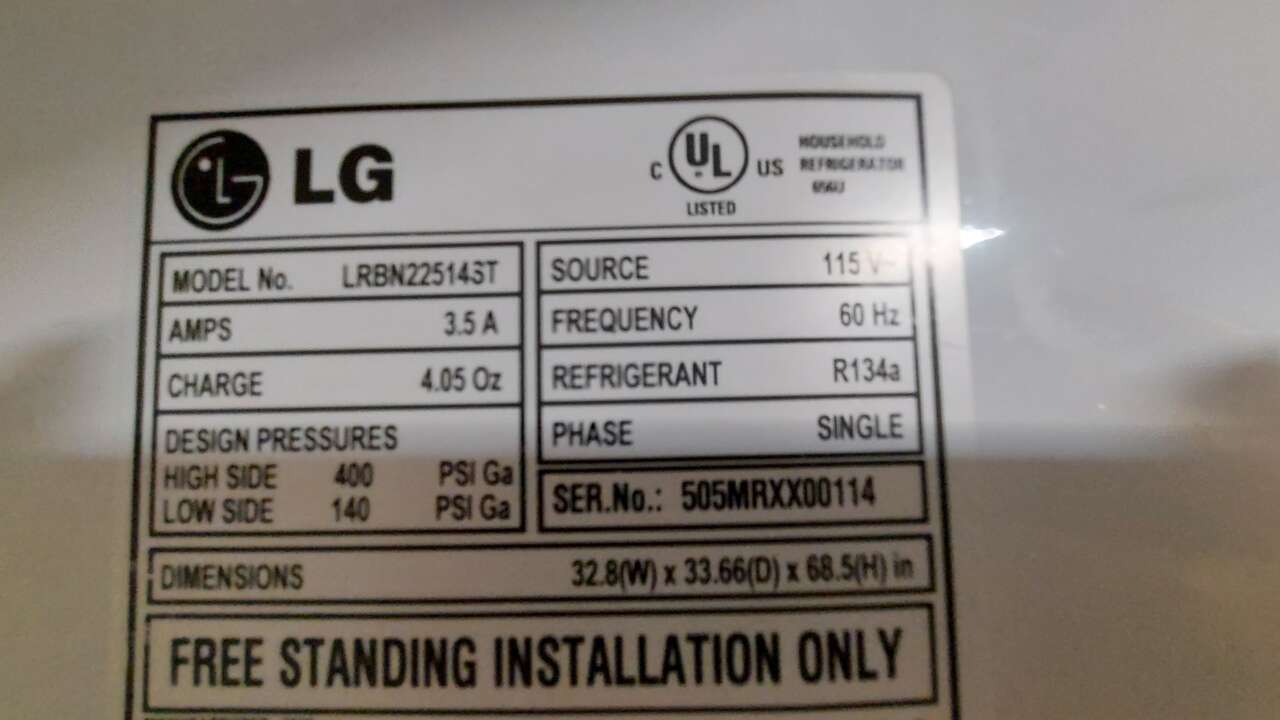 LG
C UL US
LISTED
HOUSEHOLD
REFRIGERATOR
MODEL No. LRBN22514ST
AMPS 3.5 A
CHARGE 4.05 Oz
DESIGN PRESSURES
HIGH SIDE 400 PSI Ga
LOW SIDE 140 PSI Ga
SOURCE 115 V~
FREQUENCY 60 Hz
REFRIGERANT R134a
PHASE SINGLE
SER.No.: 505MRXX00114
DIMENSIONS 32.8(W) x 33.66(D) x 68.5(H) in
FREE STANDING INSTALLATION ONLY